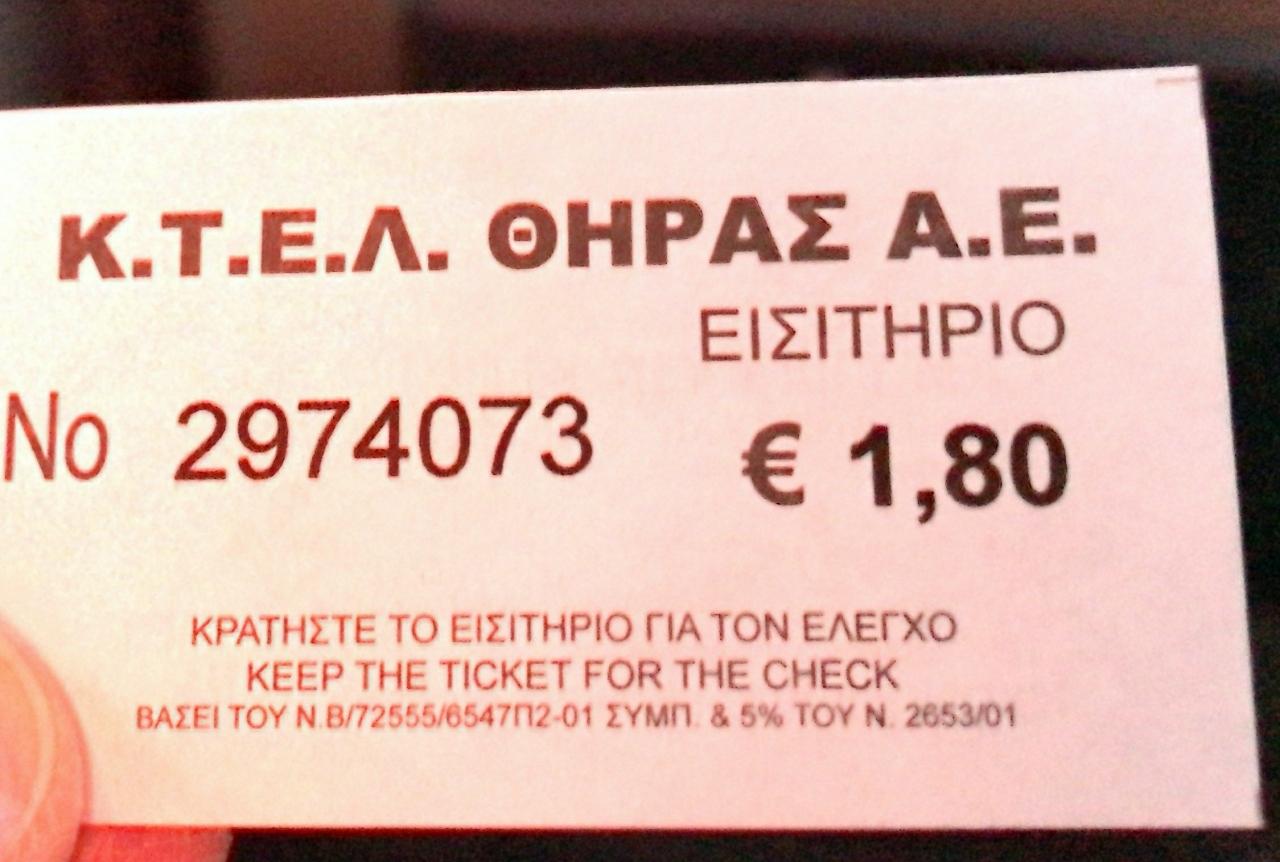 Κ.Τ.Ε.Λ. ΘΗΡΑΣ Α.Ε.
ΕΙΣΙΤΗΡΙΟ
No 2974073 € 1,80
ΚΡΑΤΗΣΤΕ ΤΟ ΕΙΣΙΤΗΡΙΟ ΓΙΑ ΤΟΝ ΕΛΕΓΧΟ
KEEP THE TICKET FOR THE CHECK
ΒΑΣΕΙ ΤΟΥ Ν.Β/72555/6547Π2-01 ΣΥΜΠ. & 5% ΤΟΥ Ν. 2653/01